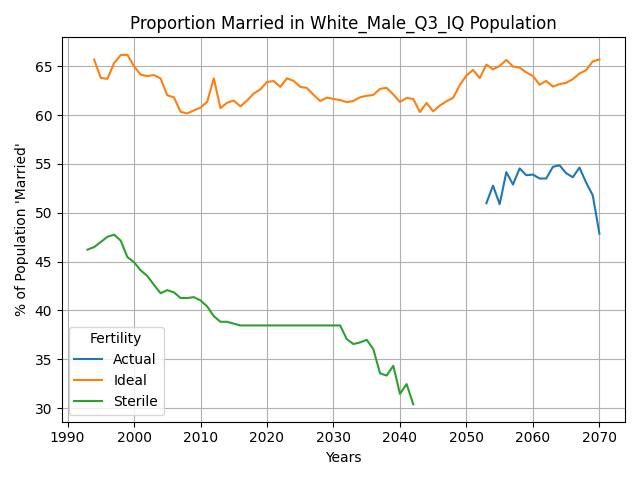 Proportion Married in White_Male_Q3_IQ Population
% of Population 'Married'
65
60
55
50
45
40
35
30
Fertility
Actual
Ideal
Sterile
1990 2000 2010 2020 2030 2040 2050 2060 2070
Years